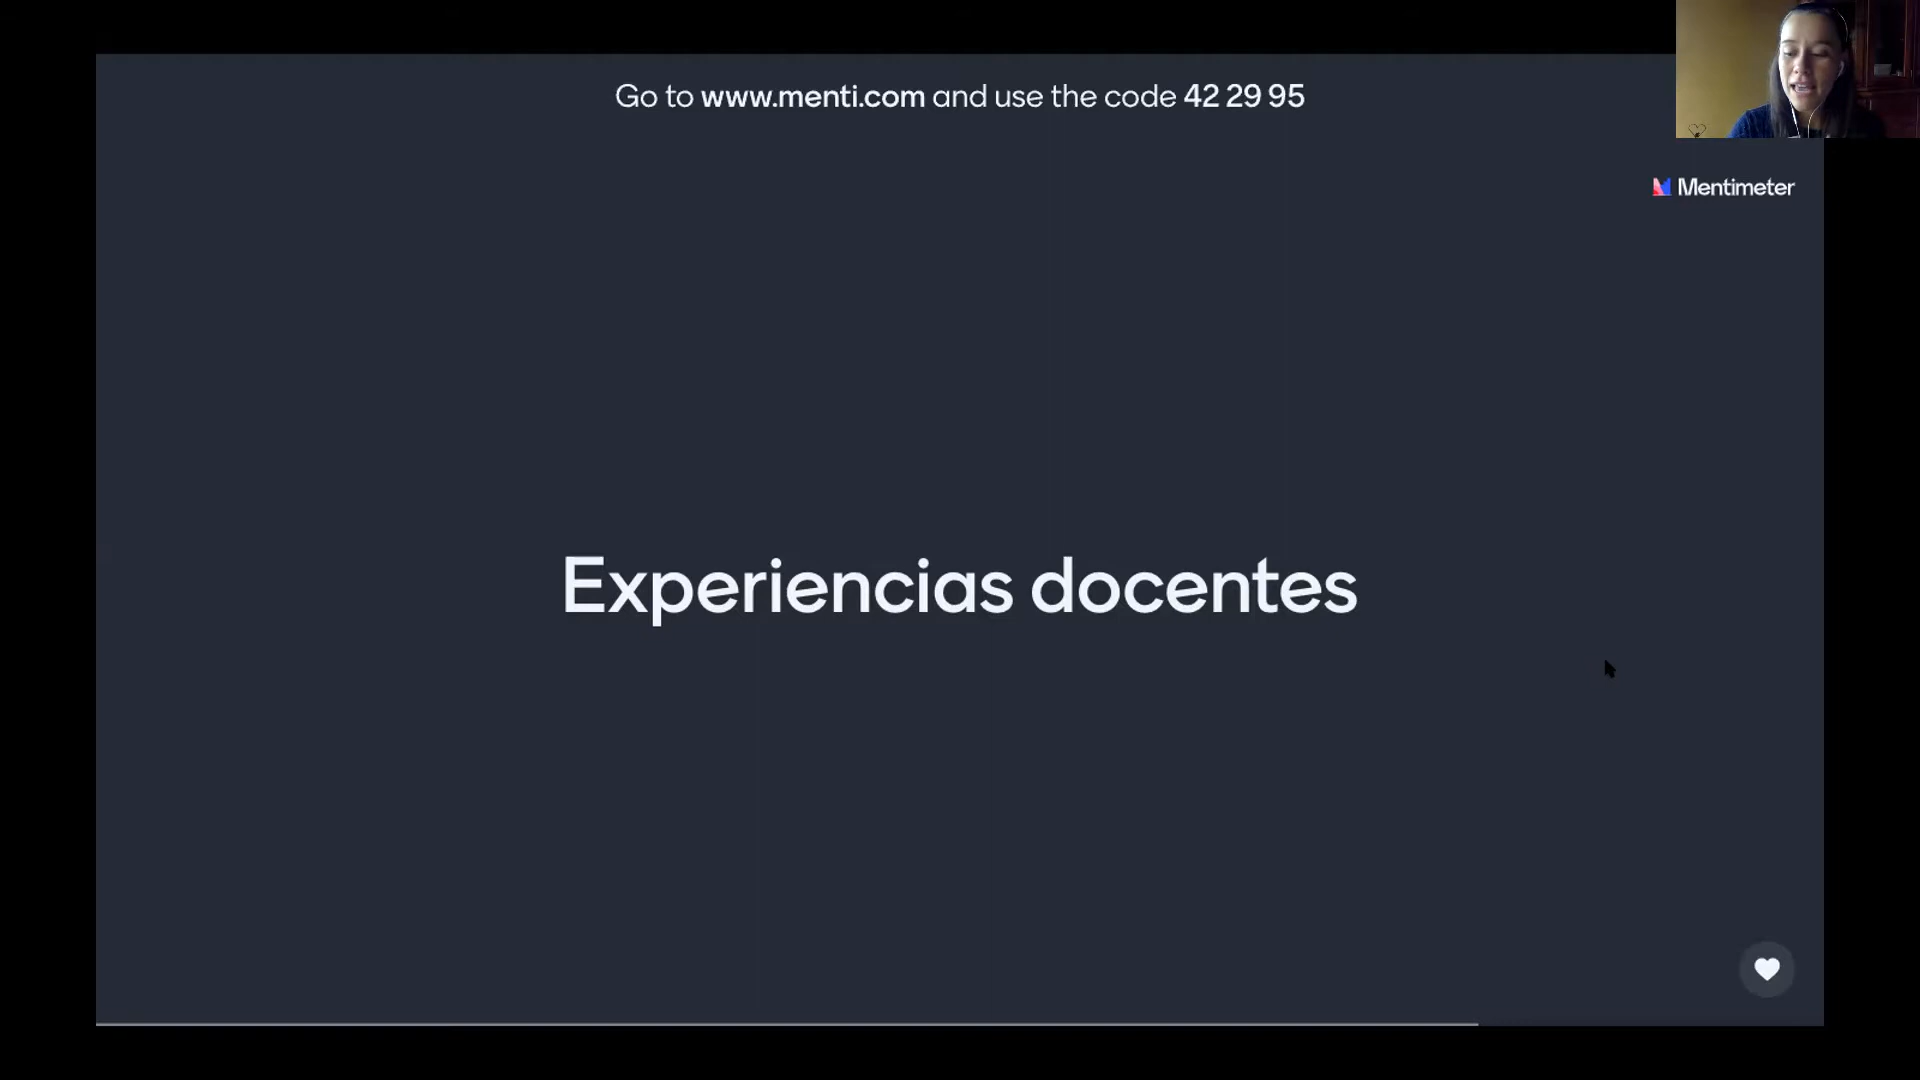 Go to www.menti.com and use the code 42 29 95
Mentimeter
Experiencias docentes